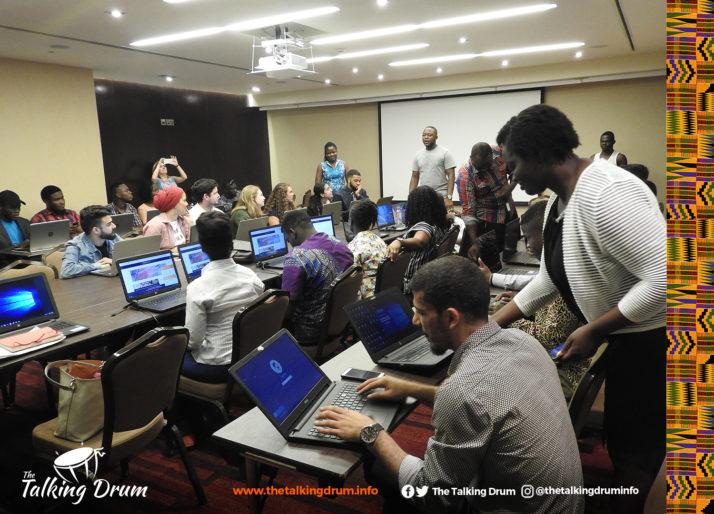 The
Talking Drum
www.thetalkingdrum.info
The Talking Drum
@thetalkingdruminfo